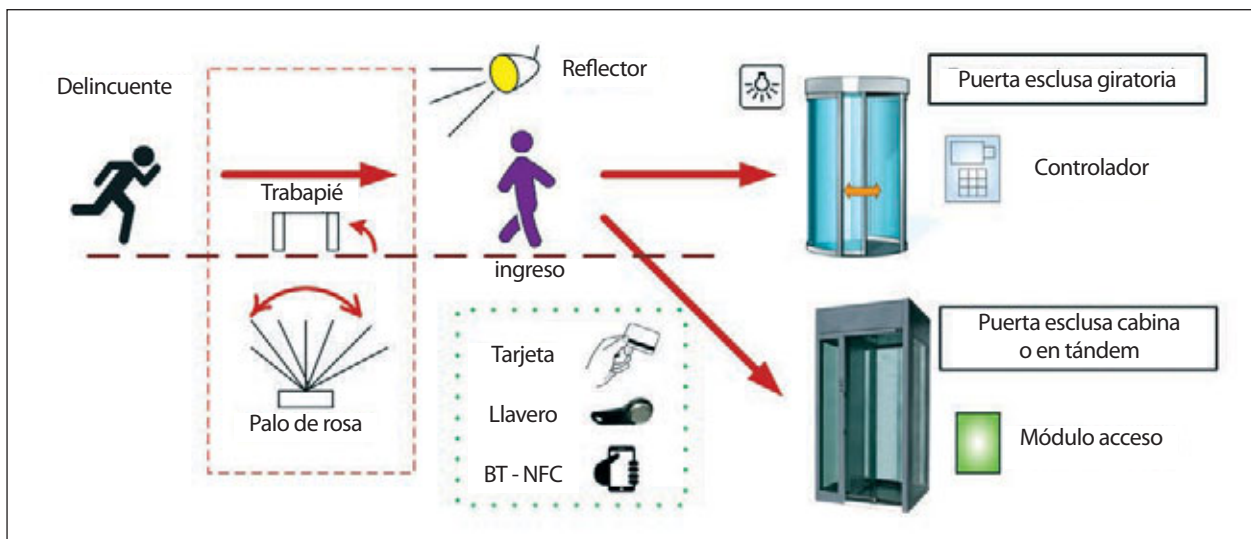 Delincuente
Reflector
Puerta esclusa giratoria
Trabapié
Controlador
ingreso
Palo de rosa
Tarjeta
Llavero
BT - NFC
Puerta esclusa cabina
o en tándem
Módulo acceso